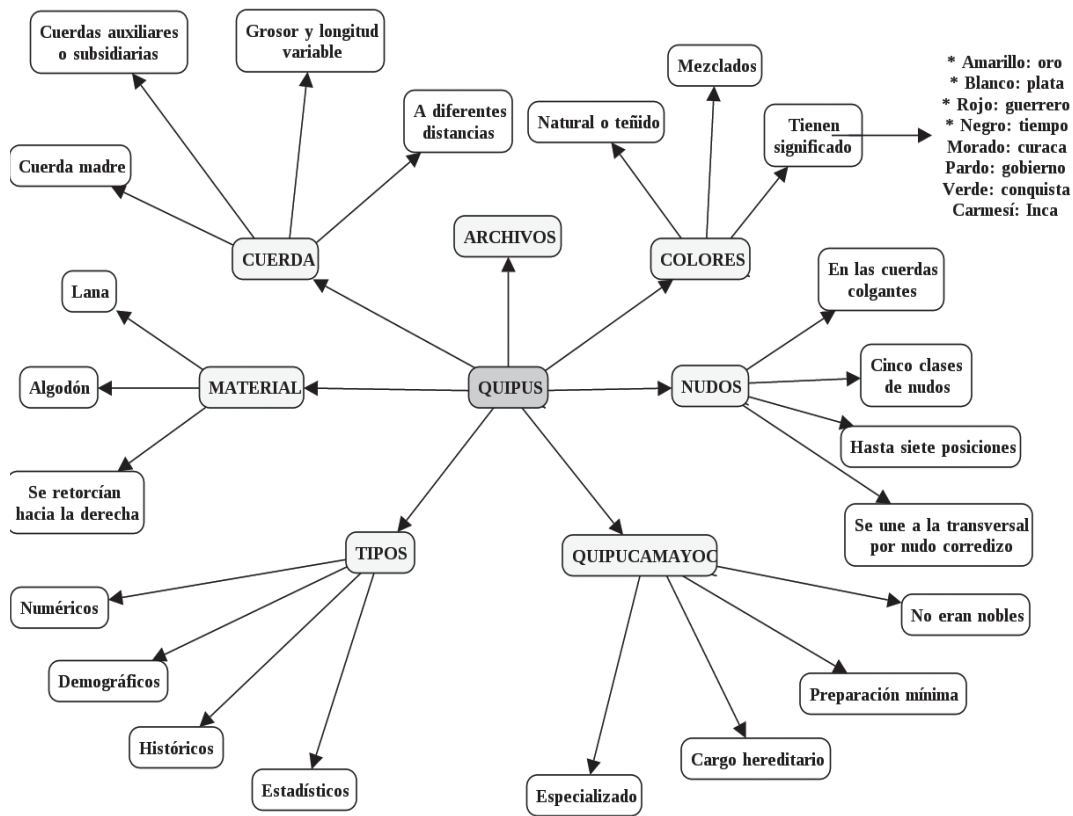 Cuerdas auxiliares
o subsidiarias
Grosor y longitud
variable
A diferentes
distancias
Cuerda madre
CUERDA
ARCHIVOS
Mezclados
Natural o teñido
Tienen
significado
* Amarillo: oro
* Blanco: plata
* Rojo: guerrero
* Negro: tiempo
Morado: curaca
Pardo: gobierno
Verde: conquista
Carmesí: Inca
COLORES
Lana
Algodón
MATERIAL
Se retorcían
hacia la derecha
QUIPUS
NUDOS
En las cuerdas
colgantes
Cinco clases
de nudos
Hasta siete posiciones
Se une a la transversal
por nudo corredizo
TIPOS
Numéricos
Demográficos
Históricos
Estadísticos
QUIPUCAMAYOC
No eran nobles
Preparación mínima
Cargo hereditario
Especializado